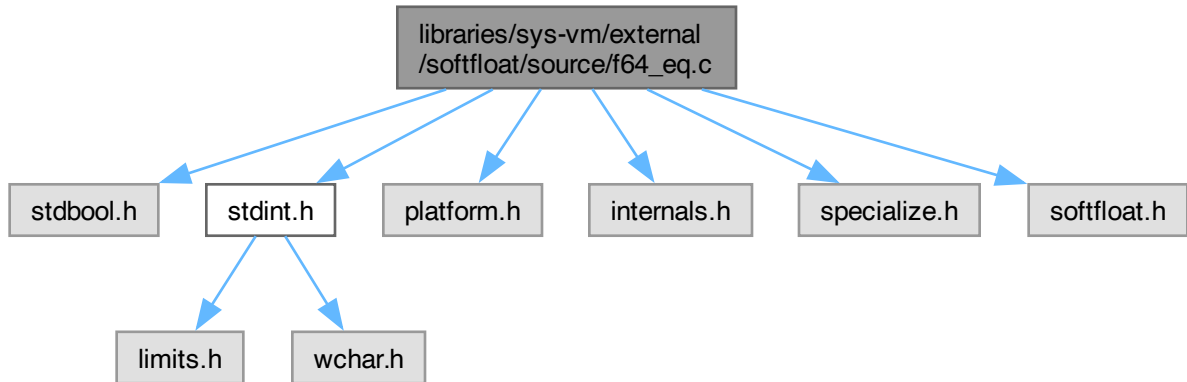 libraries/sys-vm/external
/softfloat/source/f64_eq.c
stdbool.h
stdint.h
platform.h
internals.h
specialize.h
softfloat.h
limits.h
wchar.h